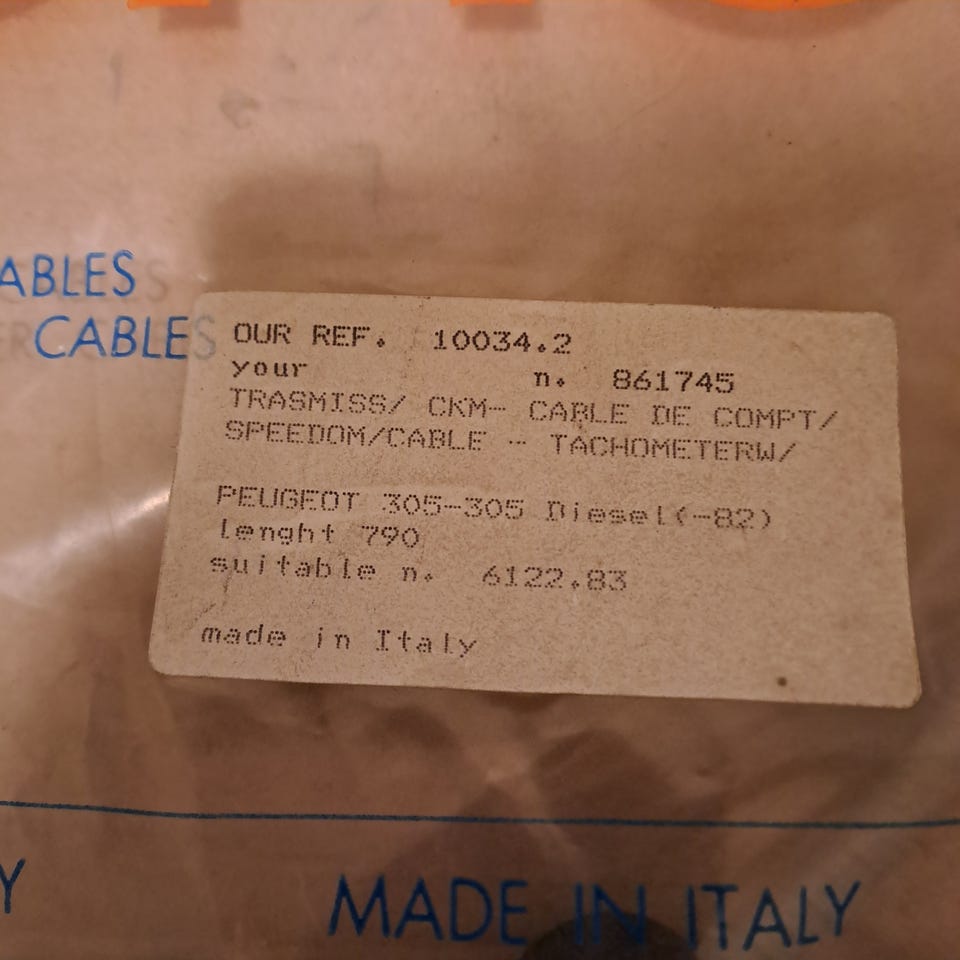 ABLES
CABLES
OUR REF. 10034.2
your n. 861745
TRASMISS/ CKM- CABLE DE COMPT/
SPEEDOM/CABLE - TACHOMETERW/
PEUGEOT 305-305 Diesel(-82)
lenght 790
suitable n. 6122.83
made in Italy
Y
MADE IN ITALY